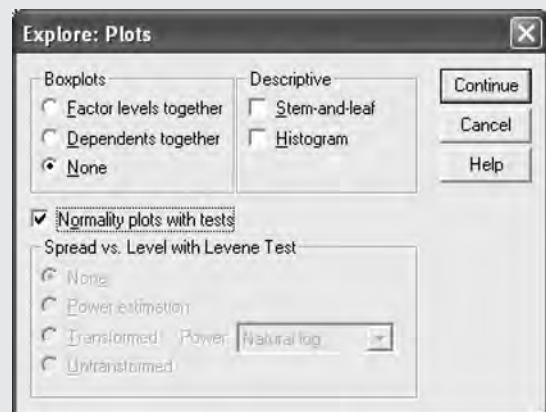 Explore: Plots
Boxplots
Factor levels together
Dependents together
None
Descriptive
Stem-and-leaf
Histogram
Continue
Cancel
Help
Normality plots with tests
Spread vs. Level with Levene Test
None
Power estimation
Transformed Power: Natural log
Untransformed